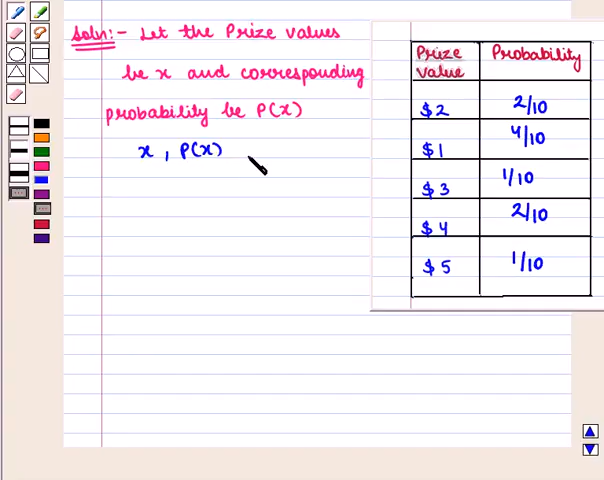 Soln:- Let the Prize values
be x and corresponding
probability be P(x)
x, P(x)
Prize Value Probability
$2 2/10
$1 4/10
$3 1/10
$4 2/10
$5 1/10